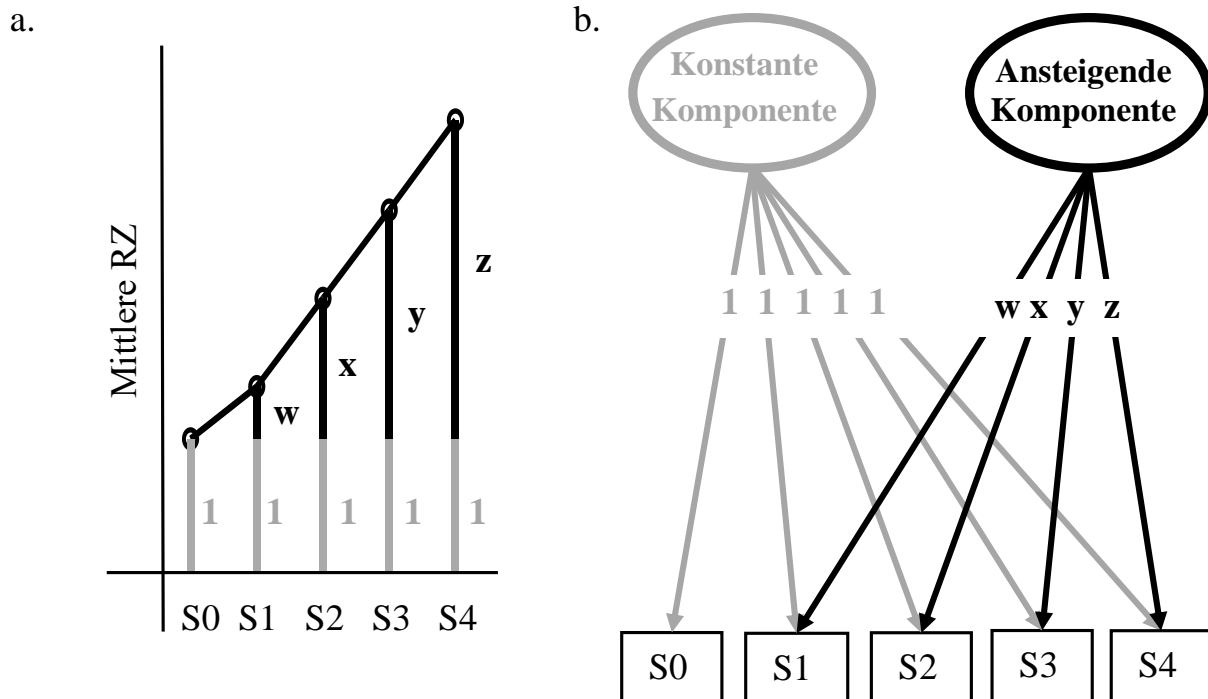 a.
Mittlere RZ
z
y
x
w
1 1 1 1 1
S0 S1 S2 S3 S4
b.
Konstante
Komponente
Ansteigende
Komponente
1 1 1 1 1
w x y z
S0 S1 S2 S3 S4